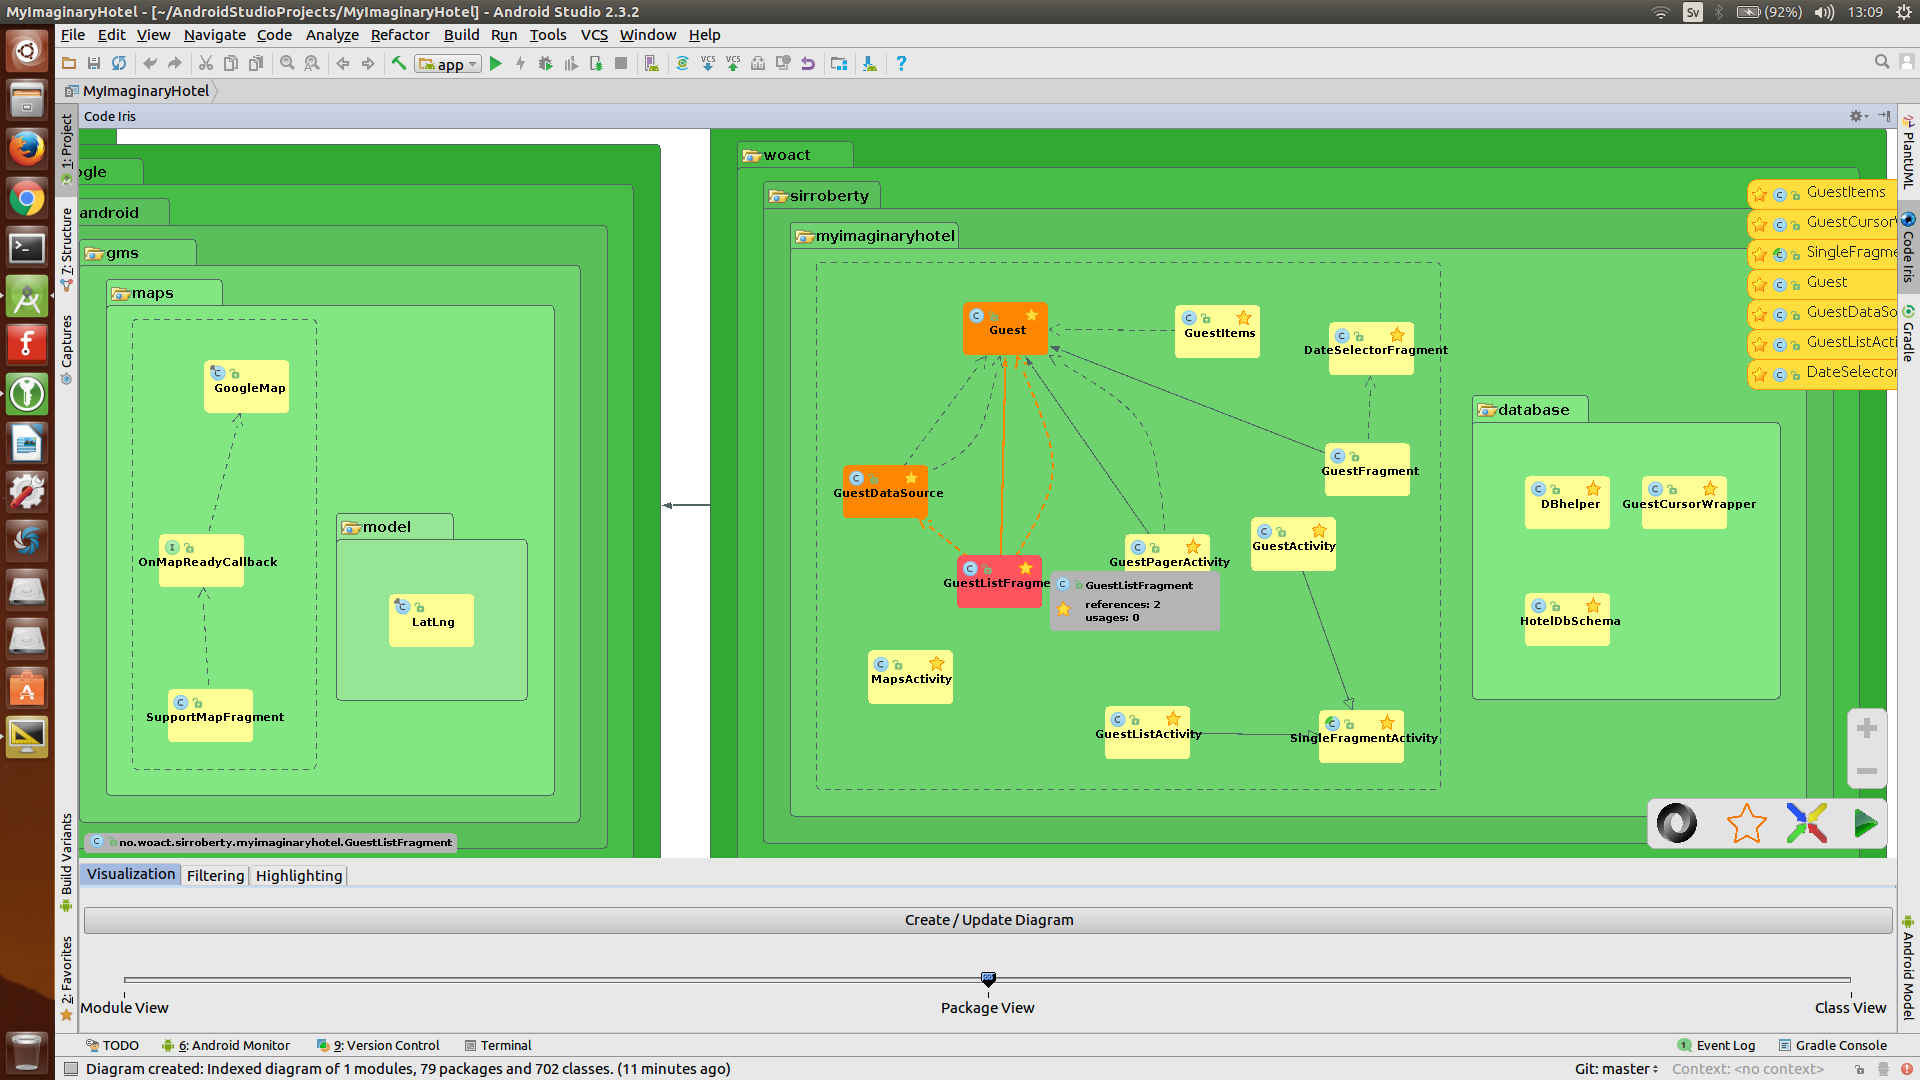 MyImaginaryHotel - [~/AndroidStudioProjects/MyImaginaryHotel] - Android Studio 2.3.2
Sv
(92%)
13:09
File Edit View Navigate Code Analyze Refactor Build Run Tools VCS Window Help
app
VCS
VCS
MyImaginaryHotel
Code Iris
1: Project
7: Structure
Captures
Build Variants
2: Favorites
ogle
android
gms
maps
GoogleMap
OnMapReadyCallback
SupportMapFragment
model
LatLng
no.woact.sirroberty.myimaginaryhotel.GuestListFragment
woact
sirroberty
myimaginaryhotel
Guest
GuestItems
DateSelectorFragment
GuestDataSource
GuestFragment
GuestActivity
GuestPagerActivity
GuestListFragme
GuestListFragment
references: 2
usages: 0
MapsActivity
GuestListActivity
SingleFragmentActivity
database
DBhelper
GuestCursorWrapper
HotelDbSchema
GuestItems
GuestCursorW
SingleFragme
Guest
GuestDataSo
GuestListActi
DateSelector
PlantUML
Code Iris
Gradle
Android Model
Visualization Filtering Highlighting
Create / Update Diagram
Module View
Package View
Class View
TODO
6: Android Monitor
9: Version Control
Terminal
1 Event Log
Gradle Console
Diagram created: Indexed diagram of 1 modules, 79 packages and 702 classes. (11 minutes ago)
Git: master
Context: <no context>